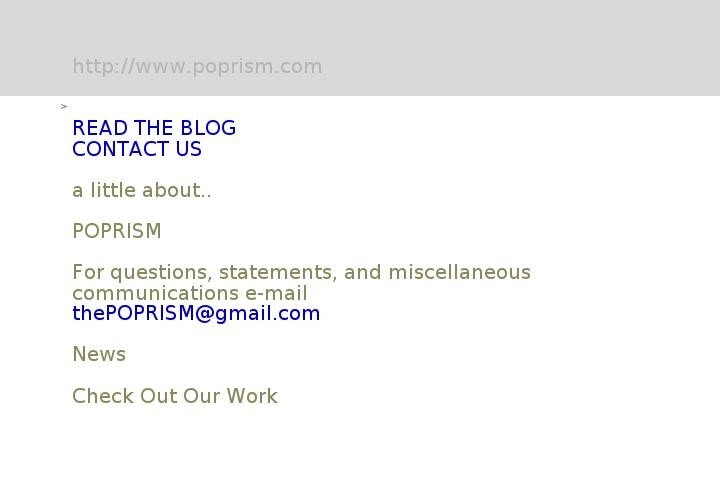 http://www.poprism.com
>
READ THE BLOG
CONTACT US
a little about..
POPRISM
For questions, statements, and miscellaneous
communications e-mail
thePOPRISM@gmail.com
News
Check Out Our Work